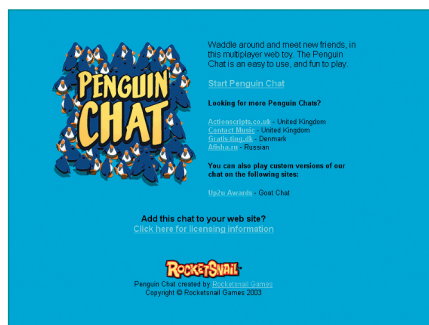 PENGUIN
CHAT
Waddle around and meet new friends, in
this multiplayer web toy. The Penguin
Chat is an easy to use, and fun to play.
Start Penguin Chat
Looking for more Penguin Chats?
Actionscripts.co.uk - United Kingdom
Contact Music - United Kingdom
Gratis.ting.dk - Denmark
Afisha.ru - Russian
You can also play custom versions of our
chat on the following sites:
Up2u Awards - Goat Chat
Add this chat to your web site?
Click here for licensing information
ROCKETSNAIL
Penguin Chat created by Rocketsnail Games
Copyright © Rocketsnail Games 2003